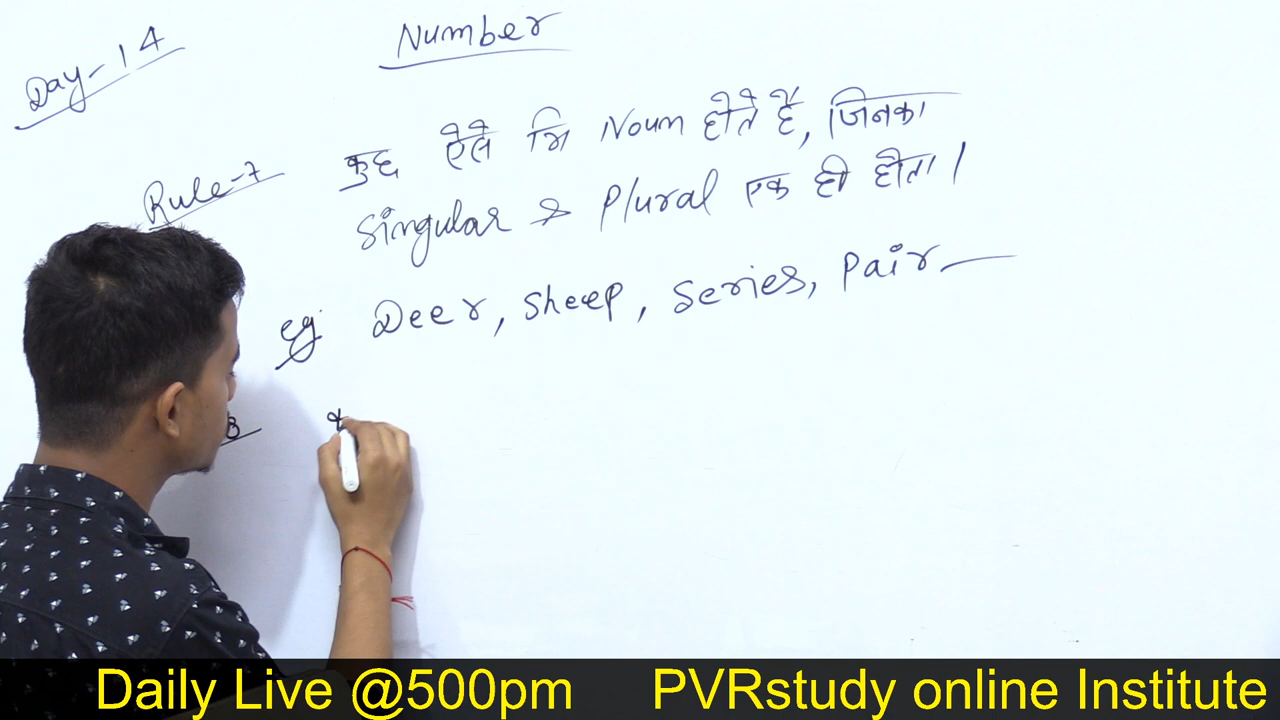 Day-14
Number
Rule-7
कुछ ऐसे भी Noun होते हैं, जिनका
Singular & Plural एक ही होता।
eg Deer, Sheep, Series, Pair
8
Daily Live @500pm PVRstudy online Institute